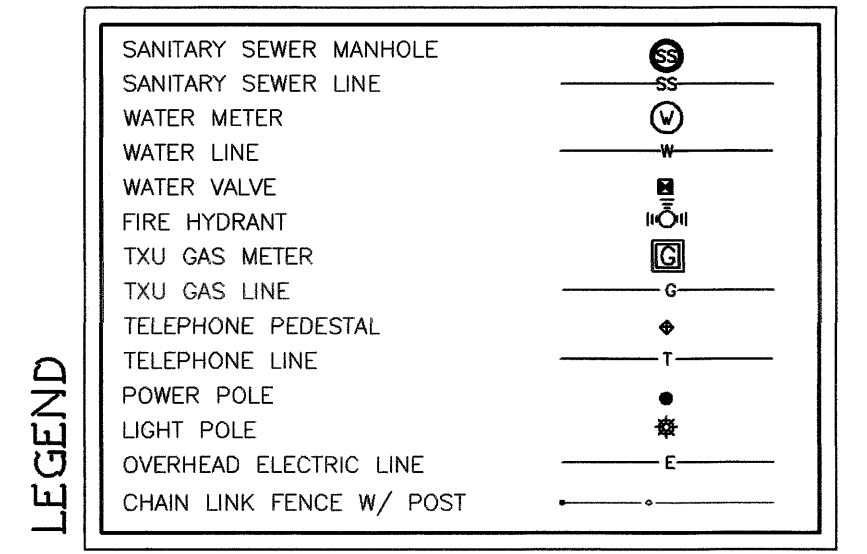 LEGEND
SANITARY SEWER MANHOLE SS
SANITARY SEWER LINE SS
WATER METER W
WATER LINE W
WATER VALVE
FIRE HYDRANT
TXU GAS METER G
TXU GAS LINE G
TELEPHONE PEDESTAL
TELEPHONE LINE T
POWER POLE
LIGHT POLE
OVERHEAD ELECTRIC LINE E
CHAIN LINK FENCE W/ POST